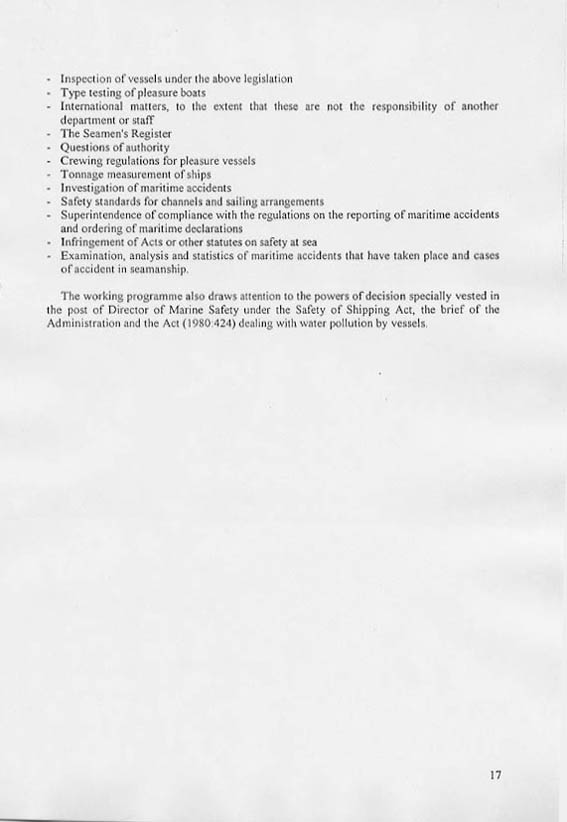 - Inspection of vessels under the above legislation
- Type testing of pleasure boats
- International matters, to the extent that these are not the responsibility of another
department or staff
- The Seamen's Register
- Questions of authority
- Crewing regulations for pleasure vessels
- Tonnage measurement of ships
- Investigation of maritime accidents
- Safety standards for channels and sailing arrangements
- Superintendence of compliance with the regulations on the reporting of maritime accidents
and ordering of maritime declarations
- Infringement of Acts or other statutes on safety at sea
- Examination, analysis and statistics of maritime accidents that have taken place and cases
of accident in seamanship.
The working programme also draws attention to the powers of decision specially vested in
the post of Director of Marine Safety under the Safety of Shipping Act, the brief of the
Administration and the Act (1980:424) dealing with water pollution by vessels.
17